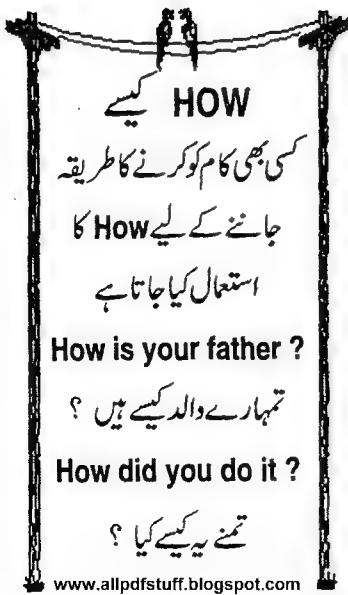 HOW کیسے
کسی بھی کام کو کرنے کا طریقہ
جاننے کے لیے How کا
استعمال کیا جاتا ہے
How is your father ?
تمہارے والد کیسے ہیں ؟
How did you do it ?
تمنے یہ کیسے کیا ؟
www.allpdfstuff.blogspot.com